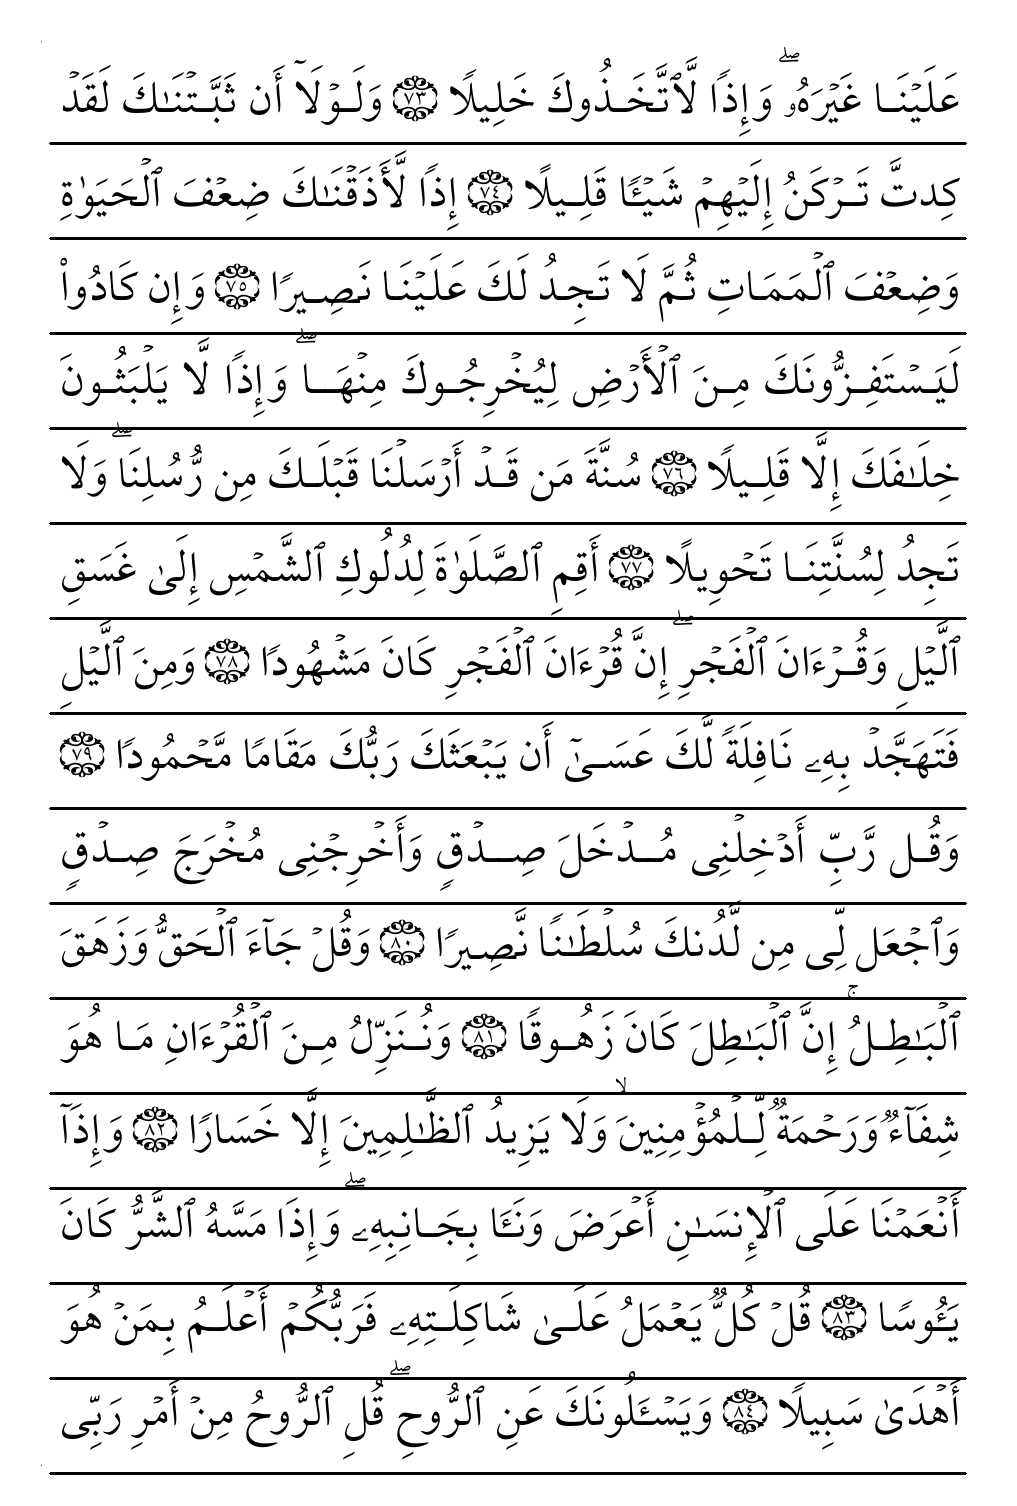 عَلَيْنَا غَيْرَهُۥ ۖ وَإِذًا لَّٱتَّخَذُوكَ خَلِيلًا ۝٧٣ وَلَوْلَآ أَن ثَبَّتْنَـٰكَ لَقَدْ
كِدتَّ تَرْكَنُ إِلَيْهِمْ شَيْـًٔا قَلِيلًا ۝٧٤ إِذًا لَّأَذَقْنَـٰكَ ضِعْفَ ٱلْحَيَوٰةِ
وَضِعْفَ ٱلْمَمَاتِ ثُمَّ لَا تَجِدُ لَكَ عَلَيْنَا نَصِيرًا ۝٧٥ وَإِن كَادُوا۟
لَيَسْتَفِزُّونَكَ مِنَ ٱلْأَرْضِ لِيُخْرِجُوكَ مِنْهَا ۖ وَإِذًا لَّا يَلْبَثُونَ
خِلَـٰفَكَ إِلَّا قَلِيلًا ۝٧٦ سُنَّةَ مَن قَدْ أَرْسَلْنَا قَبْلَكَ مِن رُّسُلِنَا ۖ وَلَا
تَجِدُ لِسُنَّتِنَا تَحْوِيلًا ۝٧٧ أَقِمِ ٱلصَّلَوٰةَ لِدُلُوكِ ٱلشَّمْسِ إِلَىٰ غَسَقِ
ٱلَّيْلِ وَقُرْءَانَ ٱلْفَجْرِ ۖ إِنَّ قُرْءَانَ ٱلْفَجْرِ كَانَ مَشْهُودًا ۝٧٨ وَمِنَ ٱلَّيْلِ
فَتَهَجَّدْ بِهِۦ نَافِلَةً لَّكَ عَسَىٰٓ أَن يَبْعَثَكَ رَبُّكَ مَقَامًا مَّحْمُودًا ۝٧٩
وَقُل رَّبِّ أَدْخِلْنِى مُدْخَلَ صِدْقٍ وَأَخْرِجْنِى مُخْرَجَ صِدْقٍ
وَٱجْعَل لِّى مِن لَّدُنكَ سُلْطَـٰنًا نَّصِيرًا ۝٨٠ وَقُلْ جَآءَ ٱلْحَقُّ وَزَهَقَ
ٱلْبَـٰطِلُ ۚ إِنَّ ٱلْبَـٰطِلَ كَانَ زَهُوقًا ۝٨١ وَنُنَزِّلُ مِنَ ٱلْقُرْءَانِ مَا هُوَ
شِفَآءٌ وَرَحْمَةٌ لِّلْمُؤْمِنِينَ ۙ وَلَا يَزِيدُ ٱلظَّـٰلِمِينَ إِلَّا خَسَارًا ۝٨٢ وَإِذَآ
أَنْعَمْنَا عَلَى ٱلْإِنسَـٰنِ أَعْرَضَ وَنَـَٔا بِجَانِبِهِۦ ۖ وَإِذَا مَسَّهُ ٱلشَّرُّ كَانَ
يَـُٔوسًا ۝٨٣ قُلْ كُلٌّ يَعْمَلُ عَلَىٰ شَاكِلَتِهِۦ فَرَبُّكُمْ أَعْلَمُ بِمَنْ هُوَ
أَهْدَىٰ سَبِيلًا ۝٨٤ وَيَسْـَٔلُونَكَ عَنِ ٱلرُّوحِ ۖ قُلِ ٱلرُّوحُ مِنْ أَمْرِ رَبِّى